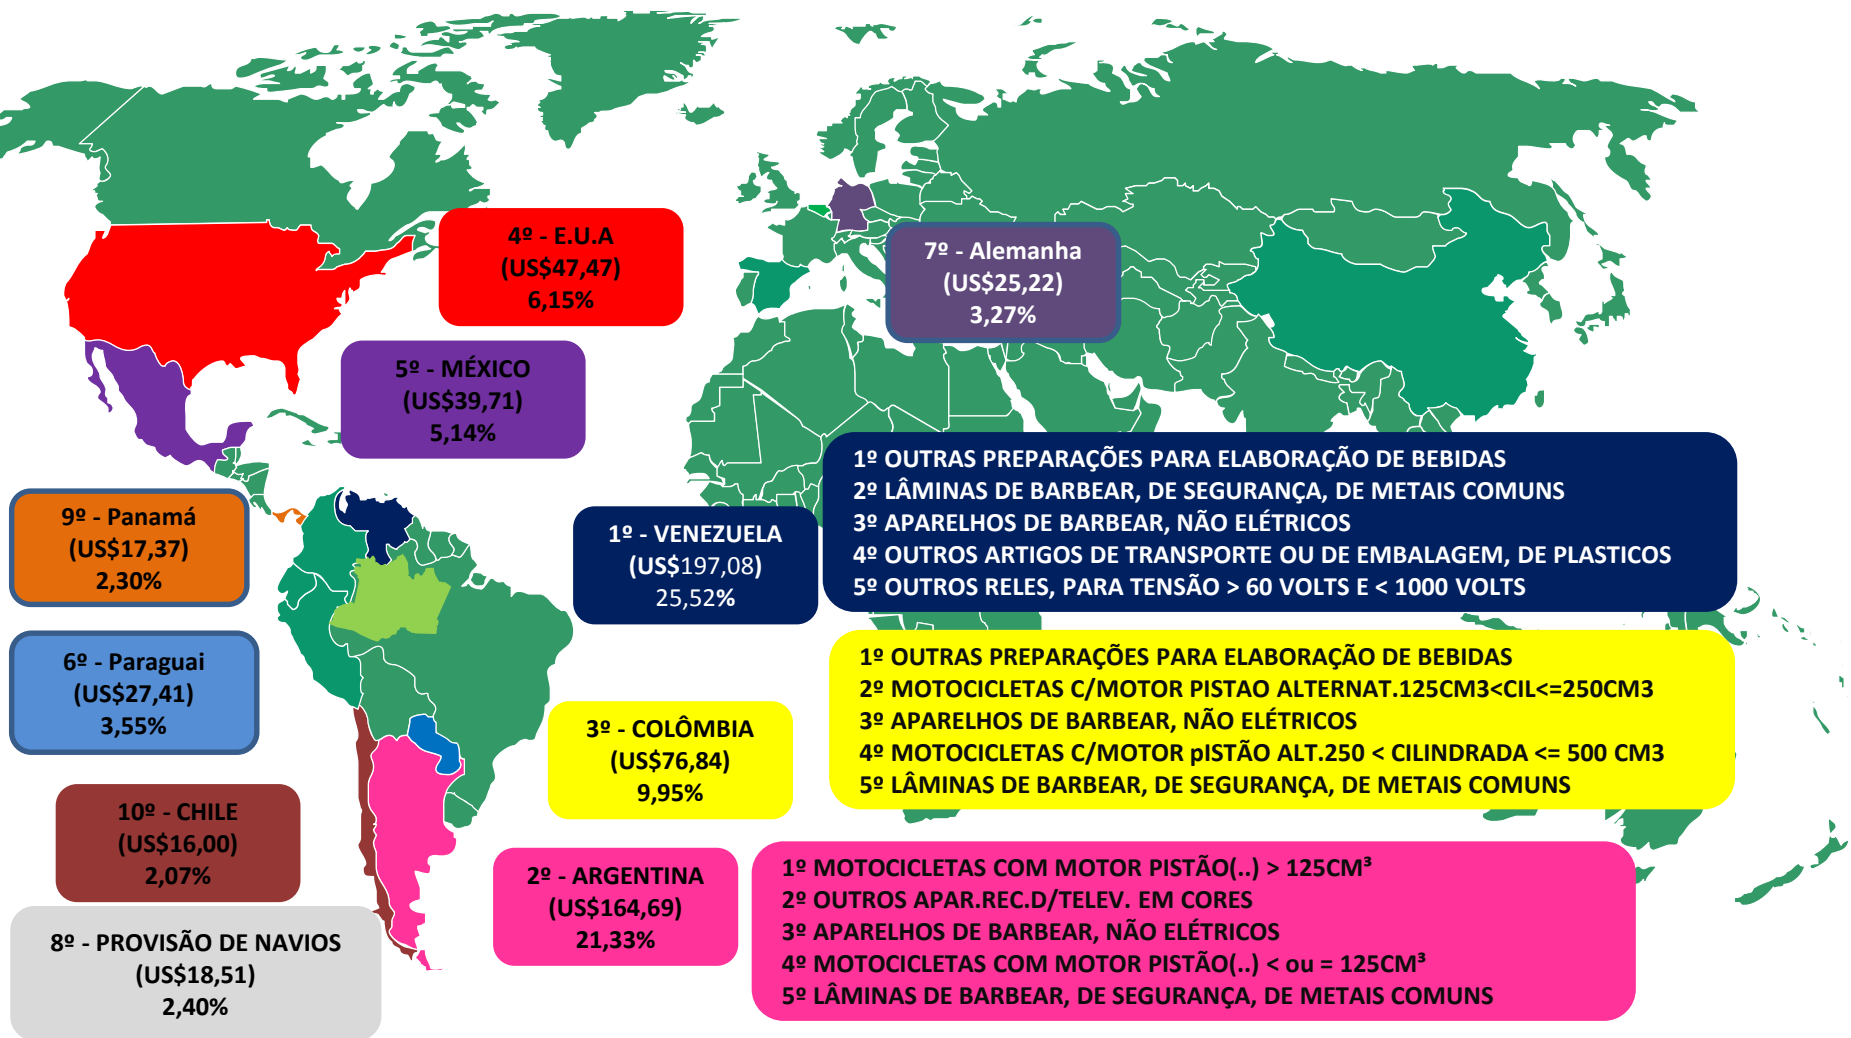 4º - E.U.A
(US$47,47)
6,15%
7º - Alemanha
(US$25,22)
3,27%
5º - MÉXICO
(US$39,71)
5,14%
9º - Panamá
(US$17,37)
2,30%
1º - VENEZUELA
(US$197,08)
25,52%
1º OUTRAS PREPARAÇÕES PARA ELABORAÇÃO DE BEBIDAS
2º LÂMINAS DE BARBEAR, DE SEGURANÇA, DE METAIS COMUNS
3º APARELHOS DE BARBEAR, NÃO ELÉTRICOS
4º OUTROS ARTIGOS DE TRANSPORTE OU DE EMBALAGEM, DE PLASTICOS
5º OUTROS RELES, PARA TENSÃO > 60 VOLTS E < 1000 VOLTS
6º - Paraguai
(US$27,41)
3,55%
3º - COLÔMBIA
(US$76,84)
9,95%
1º OUTRAS PREPARAÇÕES PARA ELABORAÇÃO DE BEBIDAS
2º MOTOCICLETAS C/MOTOR PISTAO ALTERNAT.125CM3<CIL<=250CM3
3º APARELHOS DE BARBEAR, NÃO ELÉTRICOS
4º MOTOCICLETAS C/MOTOR pISTÃO ALT.250 < CILINDRADA <= 500 CM3
5º LÂMINAS DE BARBEAR, DE SEGURANÇA, DE METAIS COMUNS
10º - CHILE
(US$16,00)
2,07%
2º - ARGENTINA
(US$164,69)
21,33%
1º MOTOCICLETAS COM MOTOR PISTÃO(..) > 125CM³
2º OUTROS APAR.REC.D/TELEV. EM CORES
3º APARELHOS DE BARBEAR, NÃO ELÉTRICOS
4º MOTOCICLETAS COM MOTOR PISTÃO(..) < ou = 125CM³
5º LÂMINAS DE BARBEAR, DE SEGURANÇA, DE METAIS COMUNS
8º - PROVISÃO DE NAVIOS
(US$18,51)
2,40%